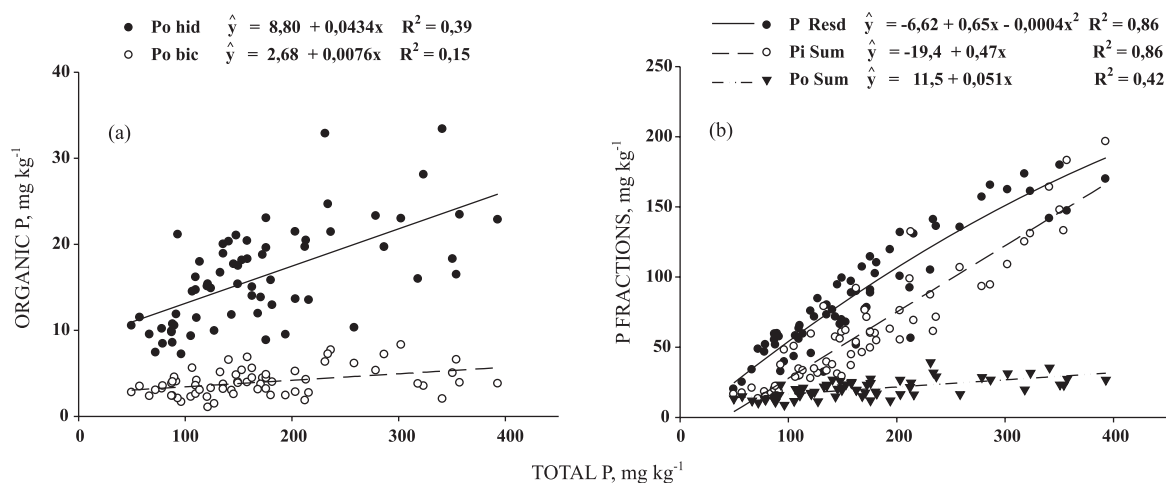 Po hid ŷ = 8,80 + 0,0434x R² = 0,39
Po bic ŷ = 2,68 + 0,0076x R² = 0,15
40
30
20
10
0
ORGANIC P, mg kg⁻¹
(a)
0 100 200 300 400
P Resd ŷ = -6,62 + 0,65x - 0,0004x² R² = 0,86
Pi Sum ŷ = -19,4 + 0,47x R² = 0,86
Po Sum ŷ = 11,5 + 0,051x R² = 0,42
250
200
150
100
50
0
P FRACTIONS, mg kg⁻¹
(b)
0 100 200 300 400
TOTAL P, mg kg⁻¹